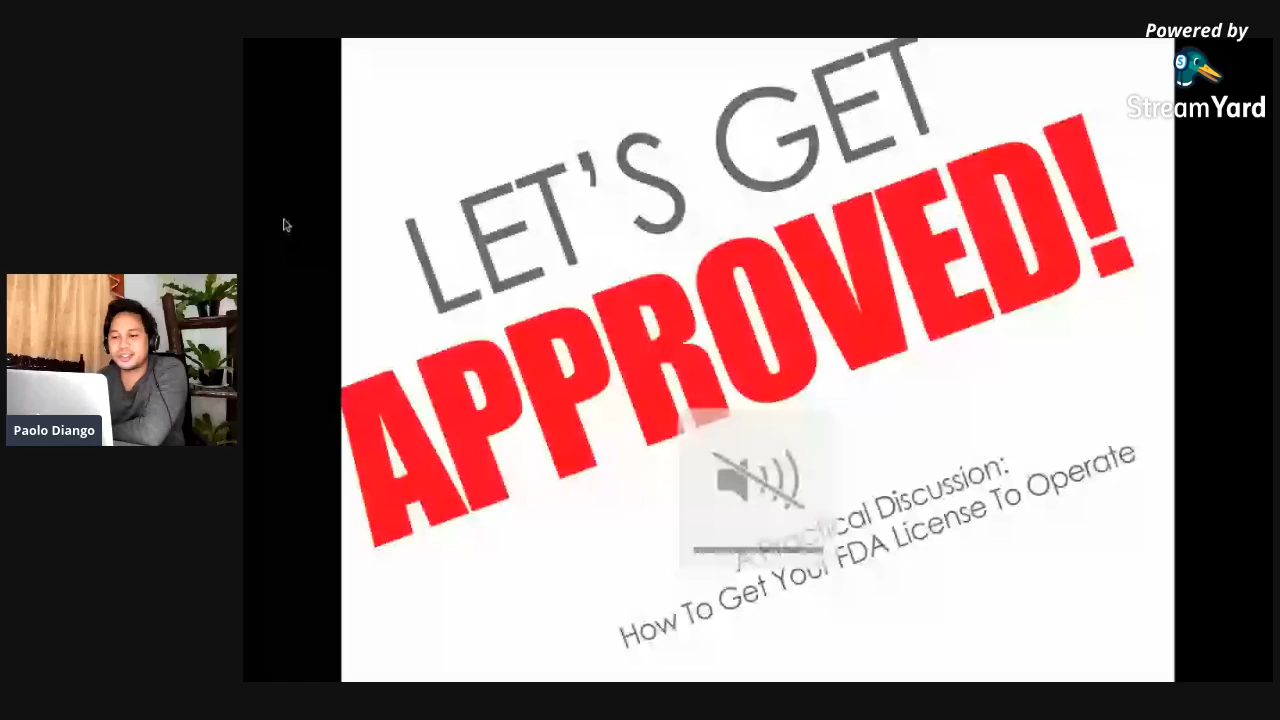 Powered by
StreamYard
LET'S GET
APPROVED!
A Practical Discussion:
How To Get Your FDA License To Operate
Paolo Diango